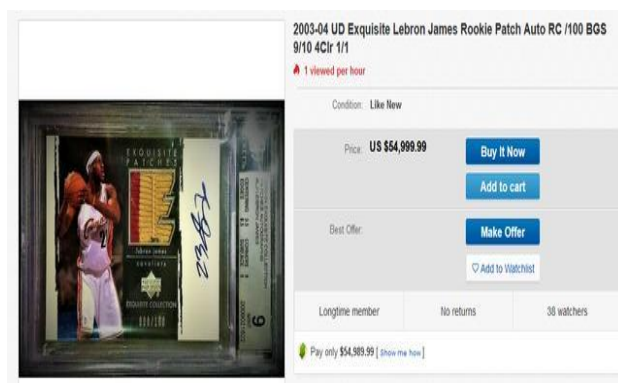 2003-04 UD Exquisite Lebron James Rookie Patch Auto RC /100 BGS
9/10 4Clr 1/1
1 viewed per hour
Condition: Like New
Price: US $54,999.99
Buy It Now
Add to cart
Best Offer:
Make Offer
Add to Watchlist
Longtime member
No returns
38 watchers
Pay only $54,989.99 [ Show me how ]
EXQUISITE
PATCHES
lebron james
cavaliers
EXQUISITE COLLECTION
9